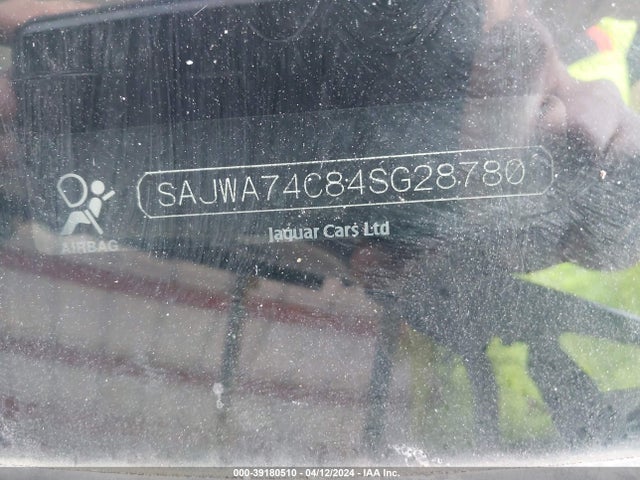 SAJWA74C84SG28780
AIRBAG
Jaguar Cars Ltd
000-39180510 - 04/12/2024 - IAA Inc.